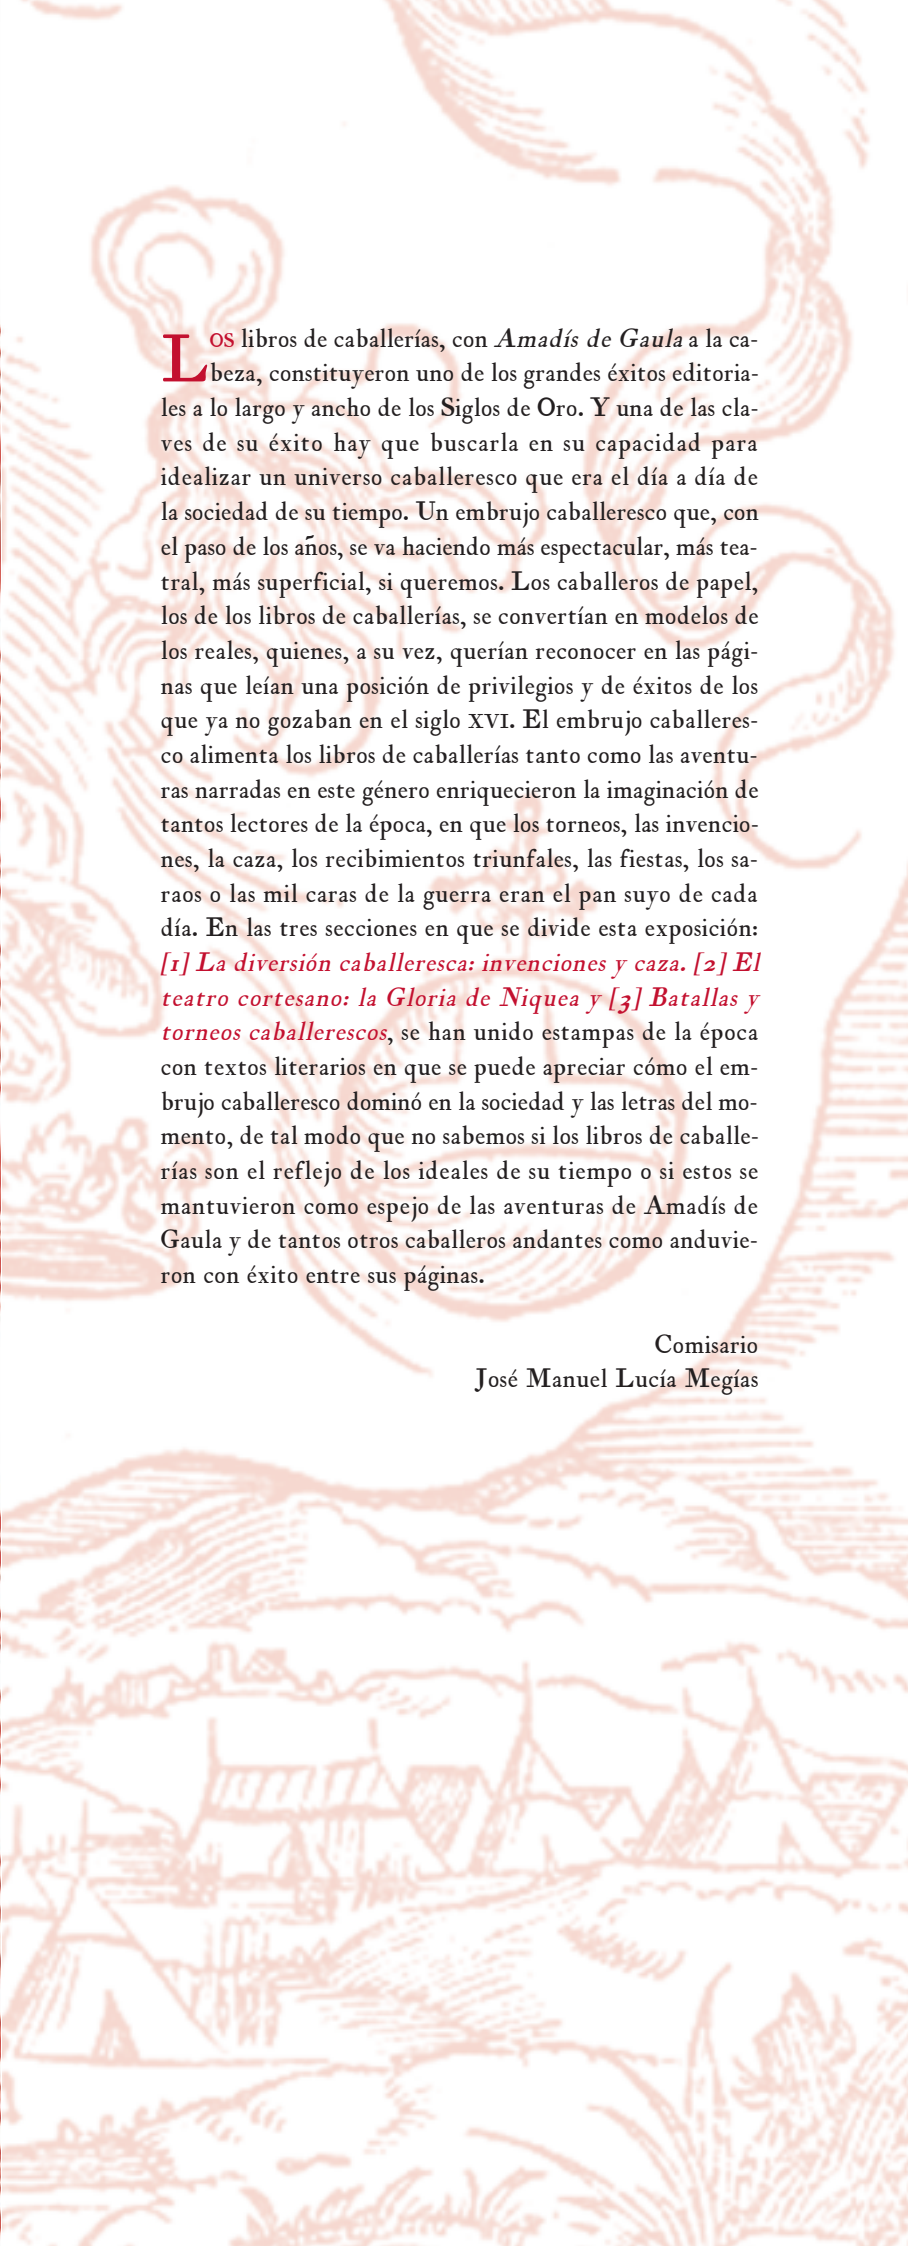 Los libros de caballerías, con Amadís de Gaula a la ca-
beza, constituyeron uno de los grandes éxitos editoria-
les a lo largo y ancho de los Siglos de Oro. Y una de las cla-
ves de su éxito hay que buscarla en su capacidad para
idealizar un universo caballeresco que era el día a día de
la sociedad de su tiempo. Un embrujo caballeresco que, con
el paso de los años, se va haciendo más espectacular, más tea-
tral, más superficial, si queremos. Los caballeros de papel,
los de los libros de caballerías, se convertían en modelos de
los reales, quienes, a su vez, querían reconocer en las pági-
nas que leían una posición de privilegios y de éxitos de los
que ya no gozaban en el siglo XVI. El embrujo caballeres-
co alimenta los libros de caballerías tanto como las aventu-
ras narradas en este género enriquecieron la imaginación de
tantos lectores de la época, en que los torneos, las invencio-
nes, la caza, los recibimientos triunfales, las fiestas, los sa-
raos o las mil caras de la guerra eran el pan suyo de cada
día. En las tres secciones en que se divide esta exposición:
[1] La diversión caballeresca: invenciones y caza. [2] El
teatro cortesano: la Gloria de Niquea y [3] Batallas y
torneos caballerescos, se han unido estampas de la época
con textos literarios en que se puede apreciar cómo el em-
brujo caballeresco dominó en la sociedad y las letras del mo-
mento, de tal modo que no sabemos si los libros de caballe-
rías son el reflejo de los ideales de su tiempo o si estos se
mantuvieron como espejo de las aventuras de Amadís de
Gaula y de tantos otros caballeros andantes como anduvie-
ron con éxito entre sus páginas.
Comisario
José Manuel Lucía Megías